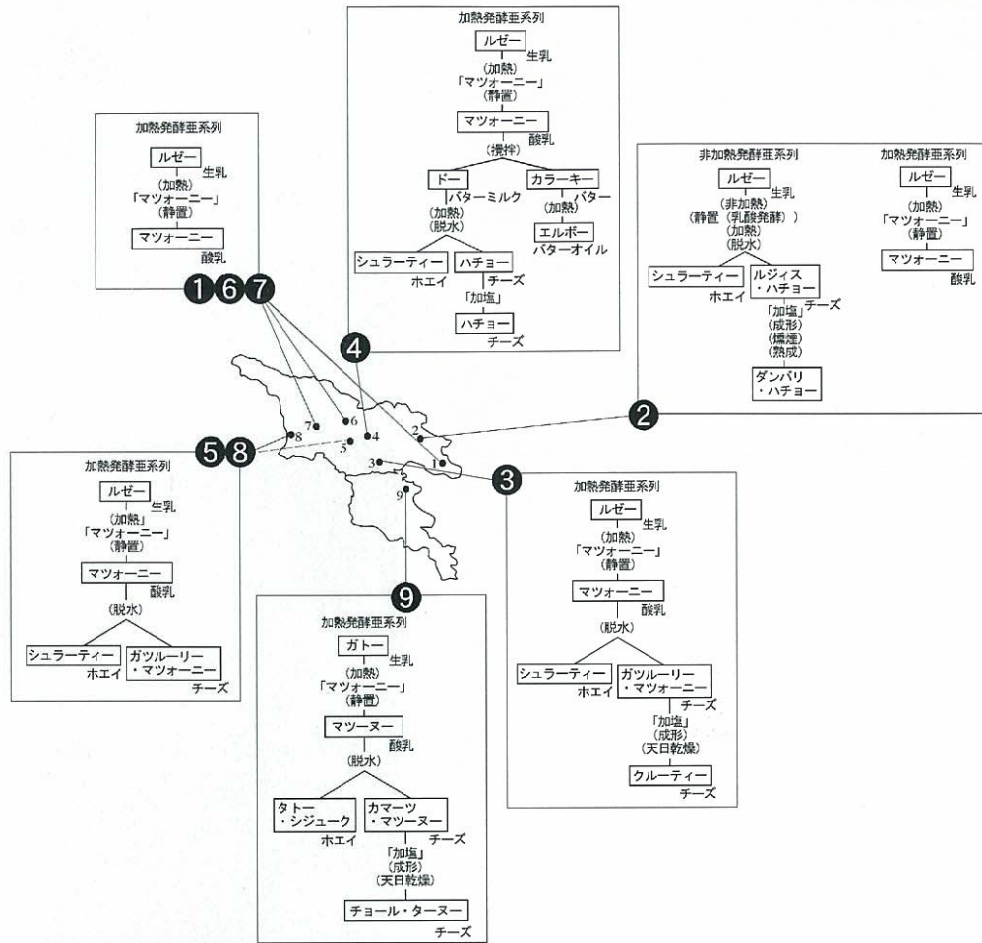 加熱発酵亜系列
ルゼー
生乳
(加熱)
「マツォーニー」
(静置)
マツォーニー
酸乳
(攪拌)
ドー
バターミルク
(加熱)
(脱水)
シュラーティー
ホエイ
ハチョー
チーズ
「加塩」
ハチョー
チーズ
カラーキー
バター
(加熱)
エルボー
バターオイル
4
加熱発酵亜系列
ルゼー
生乳
(加熱)
「マツォーニー」
(静置)
マツォーニー
酸乳
1 6 7
非加熱発酵亜系列
ルゼー
生乳
(非加熱)
(静置（乳酸発酵）)
(加熱)
(脱水)
シュラーティー
ホエイ
ルジィス
・ハチョー
チーズ
「加塩」
(成形)
(燻煙)
(熟成)
ダンバリ
・ハチョー
加熱発酵亜系列
ルゼー
生乳
(加熱)
「マツォーニー」
(静置)
マツォーニー
酸乳
2
7
6
8
5
4
2
3
1
9
5 8
加熱発酵亜系列
ルゼー
生乳
(加熱」
「マツォーニー」
(静置)
マツォーニー
酸乳
(脱水)
シュラーティー
ホエイ
ガツルーリー
・マツォーニー
チーズ
3
加熱発酵亜系列
ルゼー
生乳
(加熱)
「マツォーニー」
(静置)
マツォーニー
酸乳
(脱水)
シュラーティー
ホエイ
ガツルーリー
・マツォーニー
チーズ
「加塩」
(成形)
(天日乾燥)
クルーティー
チーズ
9
加熱発酵亜系列
ガトー
生乳
(加熱)
「マツォーニー」
(静置)
マツーヌー
酸乳
(脱水)
タトー
・シジューク
ホエイ
カマーツ
・マツーヌー
チーズ
「加塩」
(成形)
(天日乾燥)
チョール・ターヌー
チーズ